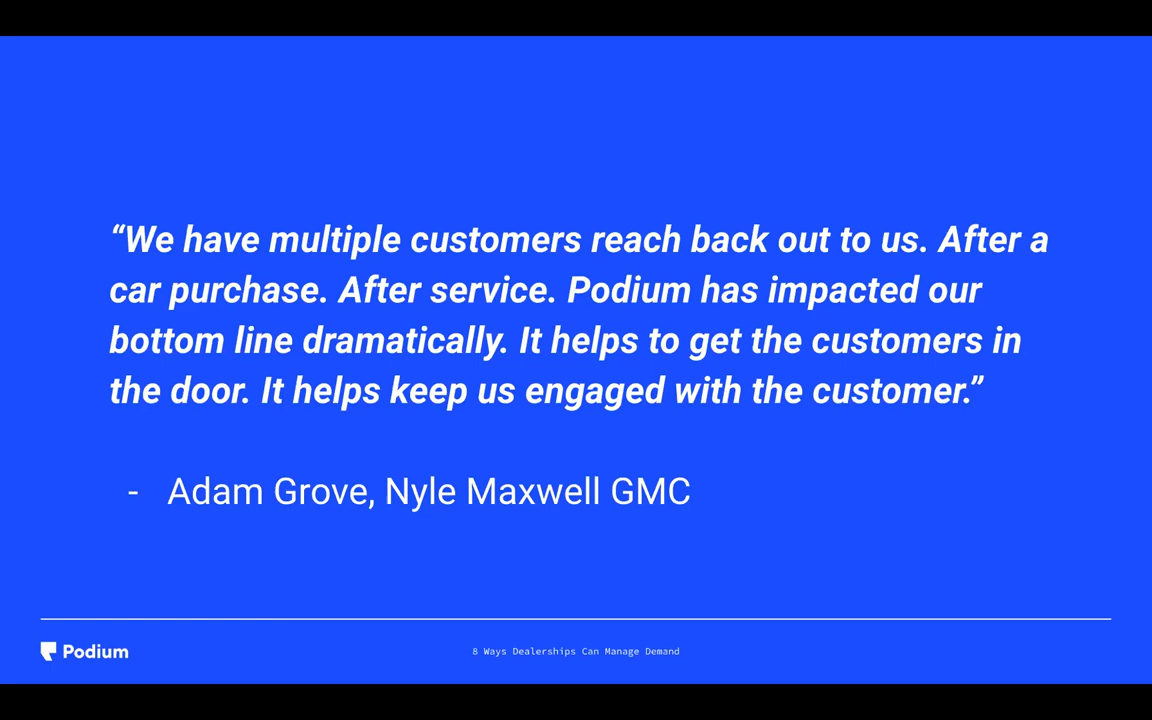 “We have multiple customers reach back out to us. After a
car purchase. After service. Podium has impacted our
bottom line dramatically. It helps to get the customers in
the door. It helps keep us engaged with the customer.”
- Adam Grove, Nyle Maxwell GMC
Podium
8 Ways Dealerships Can Manage Demand